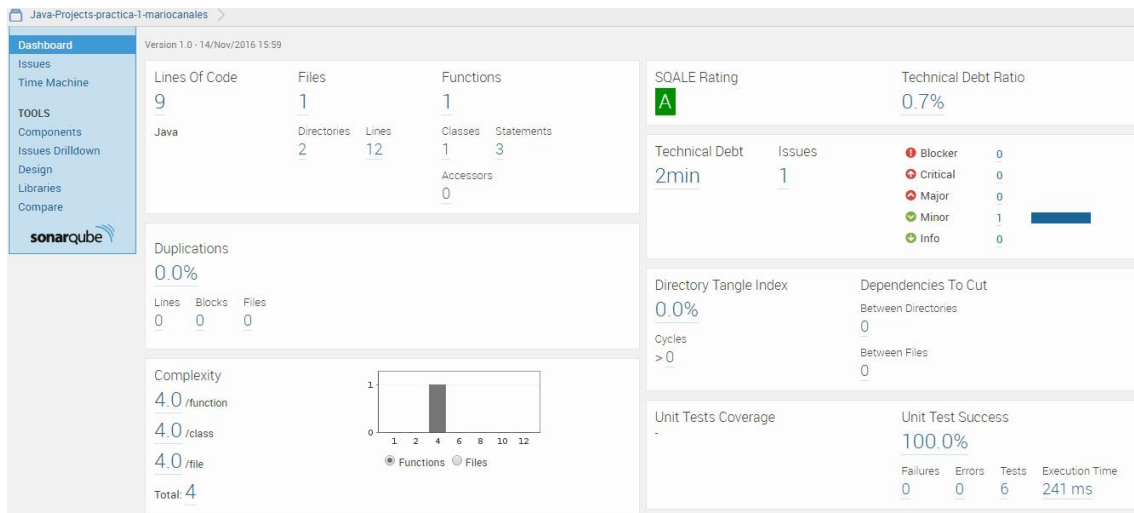 Java-Projects-practica-1-mariocanales
Dashboard
Issues
Time Machine
TOOLS
Components
Issues Drilldown
Design
Libraries
Compare
sonarqube
Version 1.0 - 14/Nov/2016 15:59
Lines Of Code Files Functions
9 1 1
Java Directories Lines Classes Statements
2 12 1 3
Accessors
0
Duplications
0.0%
Lines Blocks Files
0 0 0
Complexity
4.0 /function
4.0 /class
4.0 /file
Total: 4
1
0
1 2 4 6 8 10 12
Functions Files
SQALE Rating Technical Debt Ratio
A 0.7%
Technical Debt Issues
2min 1
Blocker 0
Critical 0
Major 0
Minor 1
Info 0
Directory Tangle Index Dependencies To Cut
0.0% Between Directories
0
Cycles
> 0
Between Files
0
Unit Tests Coverage Unit Test Success
- 100.0%
Failures Errors Tests Execution Time
0 0 6 241 ms